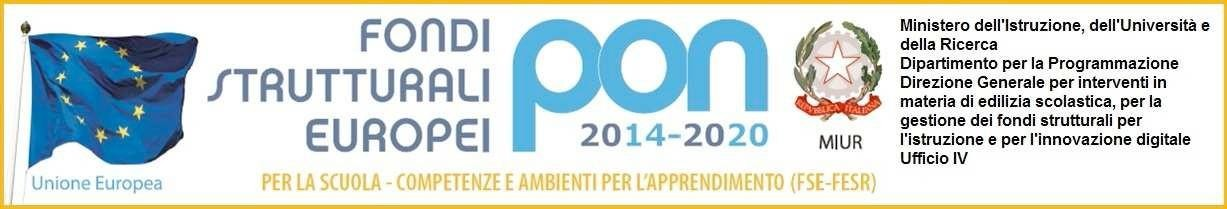 Unione Europea
FONDI
STRUTTURALI
EUROPEI
pon
2014-2020
REPVBBLICA ITALIANA
MIUR
PER LA SCUOLA - COMPETENZE E AMBIENTI PER L'APPRENDIMENTO (FSE-FESR)
Ministero dell'Istruzione, dell'Università e
della Ricerca
Dipartimento per la Programmazione
Direzione Generale per interventi in
materia di edilizia scolastica, per la
gestione dei fondi strutturali per
l'istruzione e per l'innovazione digitale
Ufficio IV